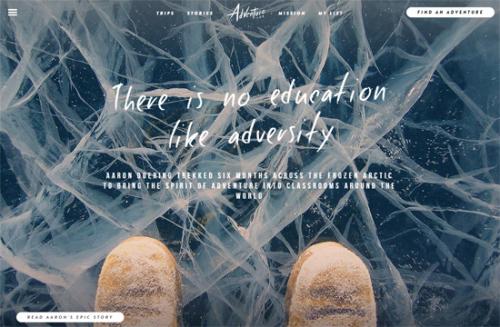 TRIPS STORIES Adventure MISSION MY LIST FIND AN ADVENTURE
There is no education
like adversity
AARON DOERING TREKKED SIX MONTHS ACROSS THE FROZEN ARCTIC
TO BRING THE SPIRIT OF ADVENTURE INTO CLASSROOMS AROUND THE
WORLD
READ AARON'S EPIC STORY